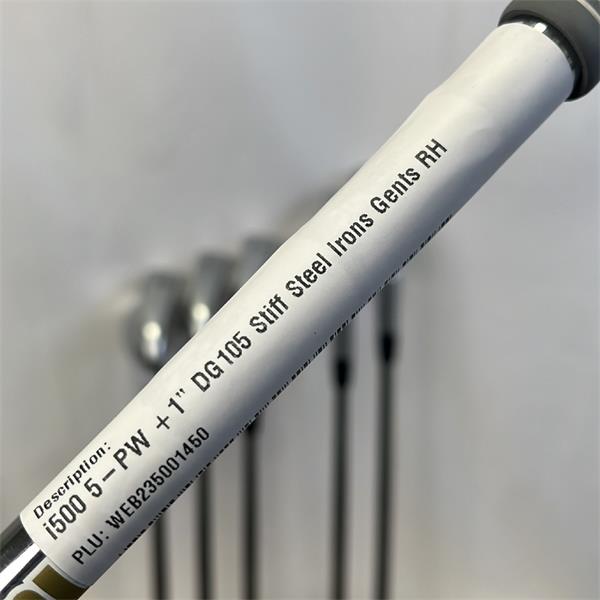 Description:
i500 5-PW +1" DG105 Stiff Steel Irons Gents RH
PLU: WEB235001450